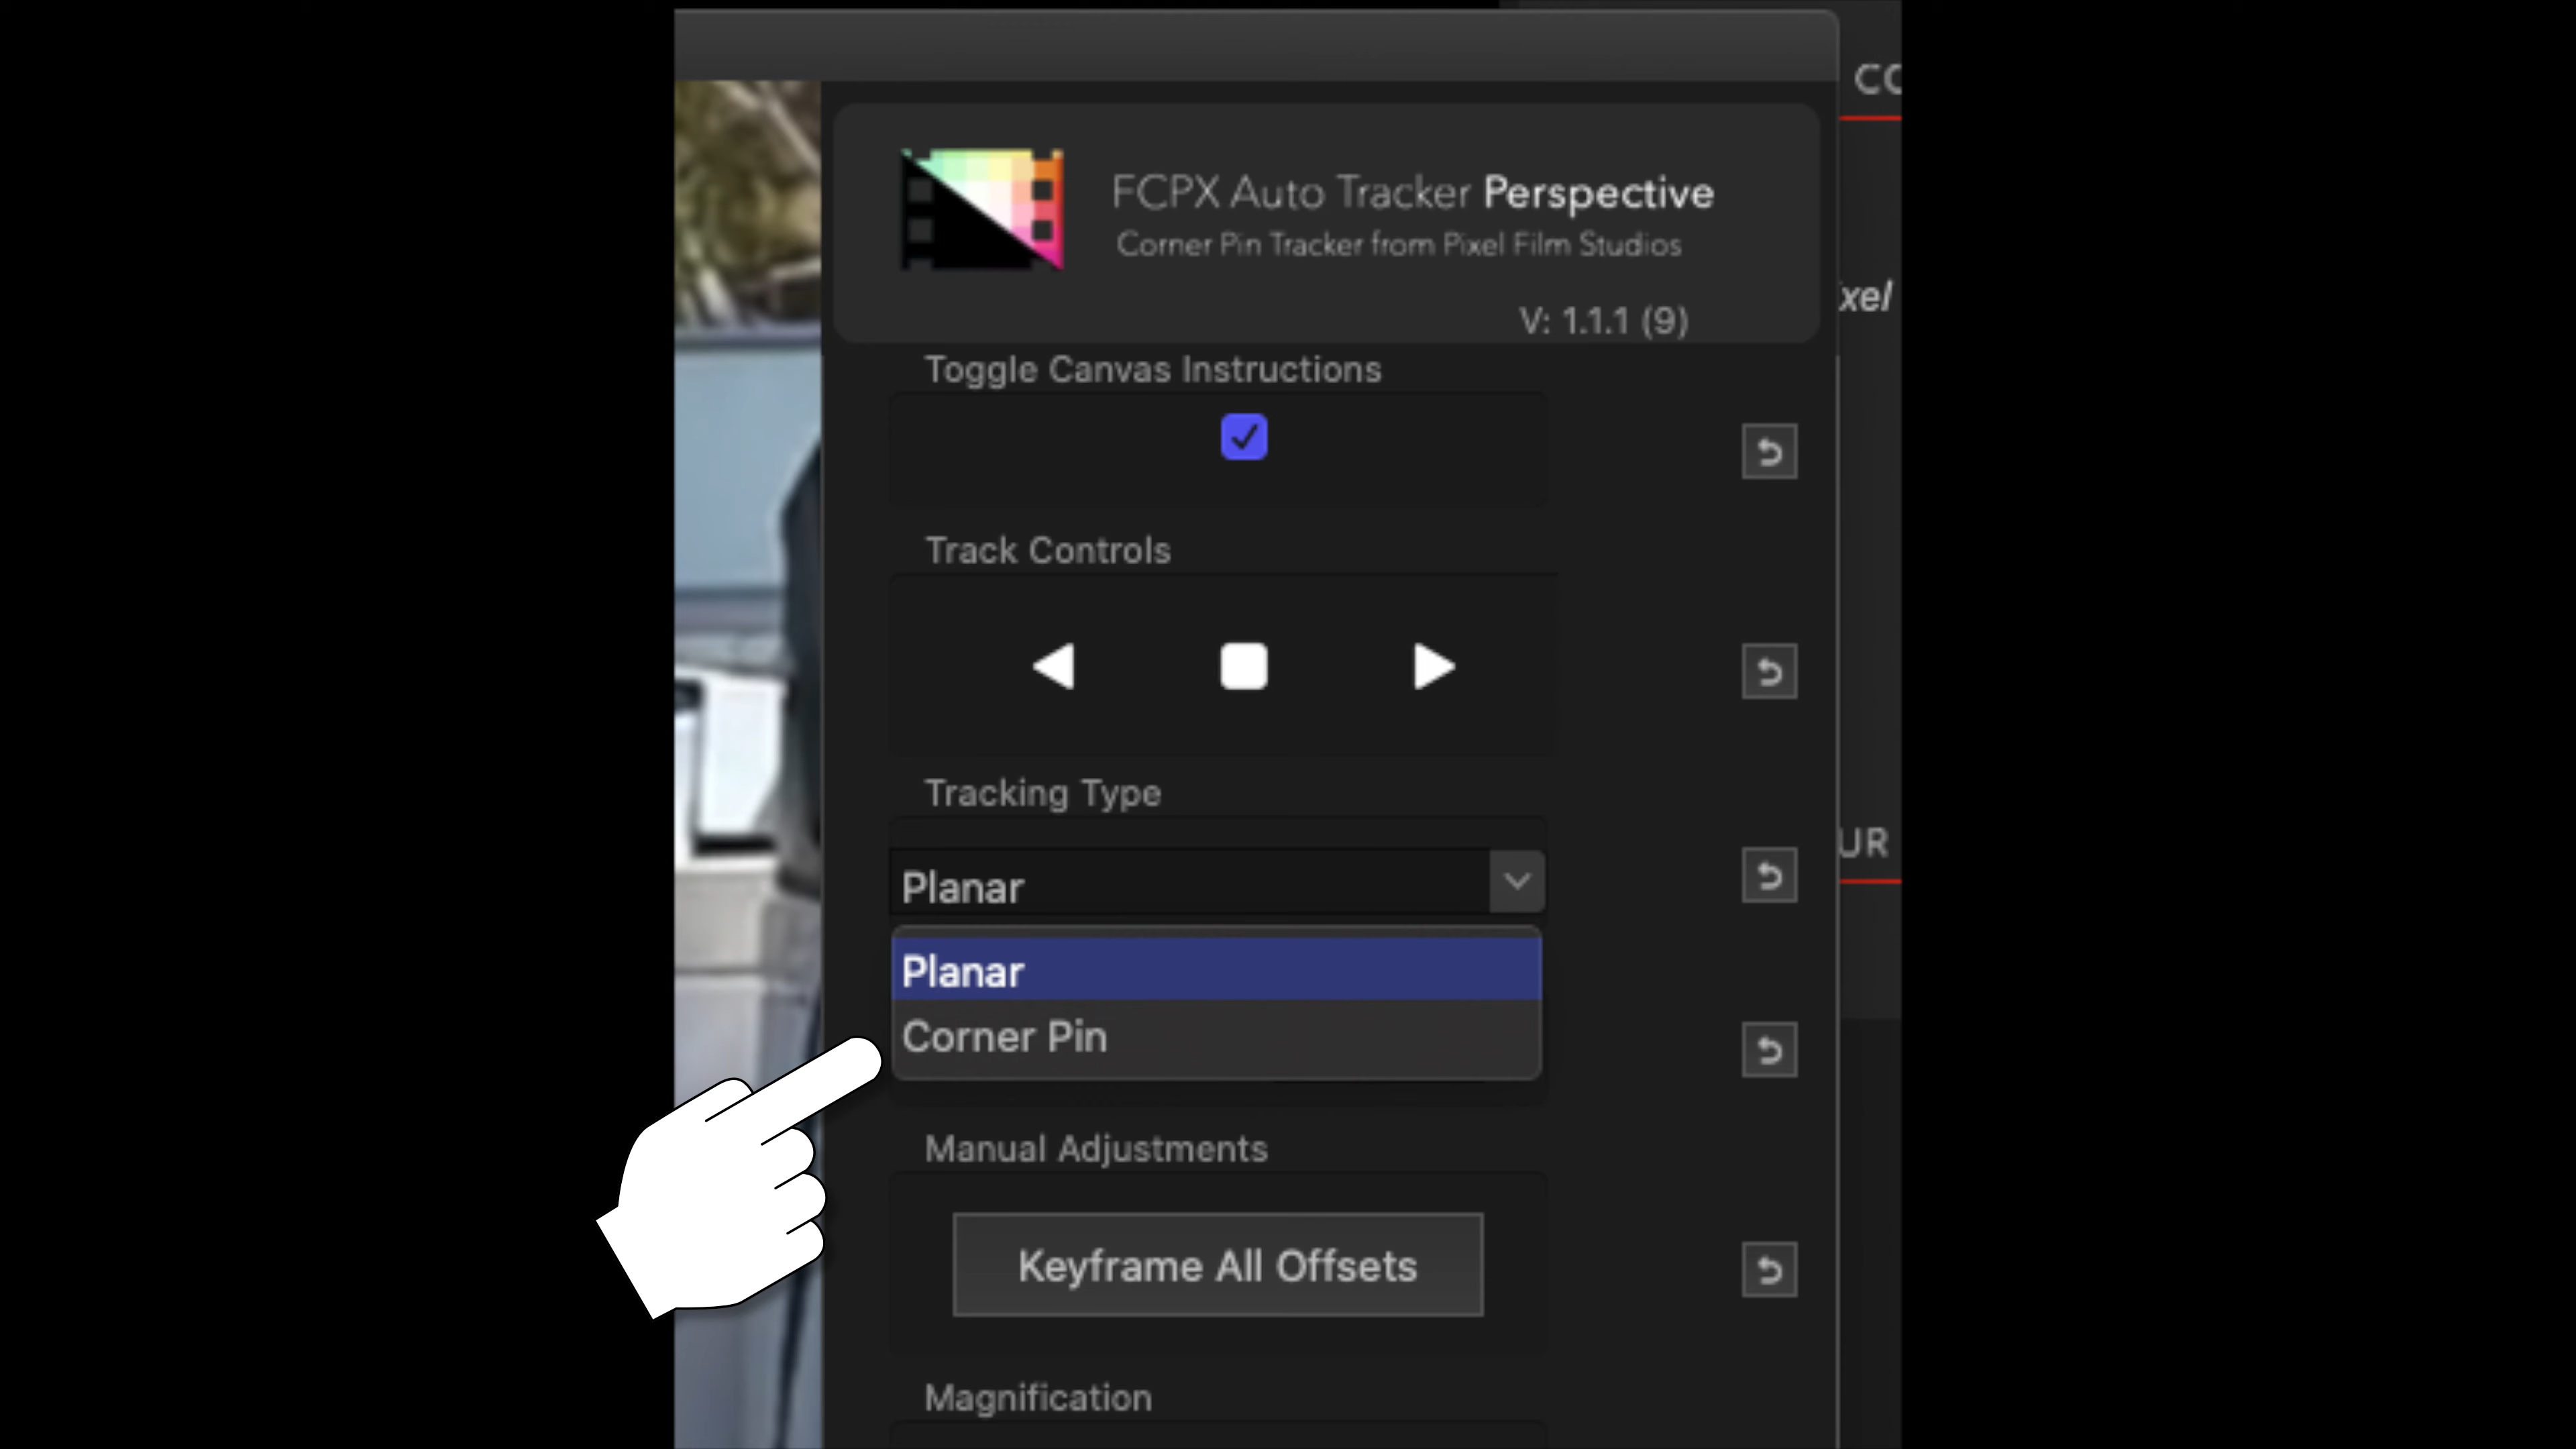 FCPX Auto Tracker Perspective
Corner Pin Tracker from Pixel Film Studios
V: 1.1.1 (9)
Toggle Canvas Instructions
Track Controls
Tracking Type
Planar
Planar
Corner Pin
Manual Adjustments
Keyframe All Offsets
Magnification
CO
xel
UR